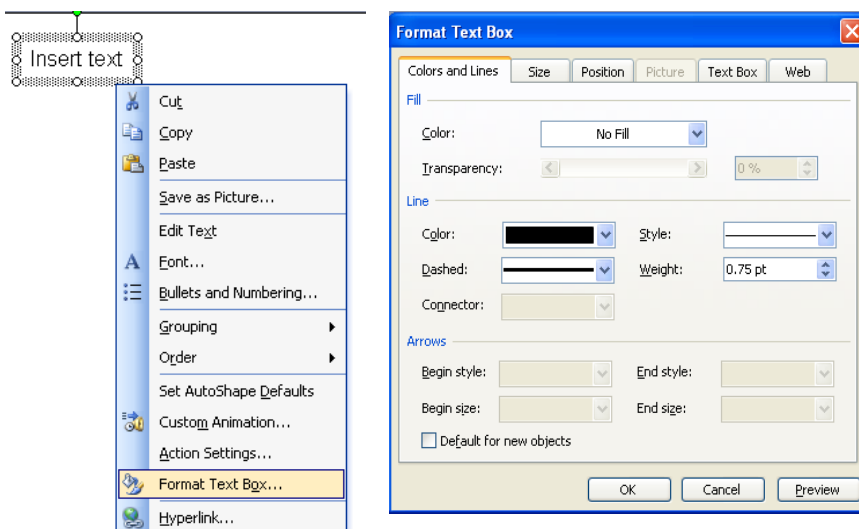 Insert text
Cut
Copy
Paste
Save as Picture...
Edit Text
Font...
Bullets and Numbering...
Grouping
Order
Set AutoShape Defaults
Custom Animation...
Action Settings...
Format Text Box...
Hyperlink...
Format Text Box
Colors and Lines Size Position Picture Text Box Web
Fill
Color: No Fill
Transparency: 0 %
Line
Color: Style:
Dashed: Weight: 0.75 pt
Connector:
Arrows
Begin style: End style:
Begin size: End size:
Default for new objects
OK Cancel Preview